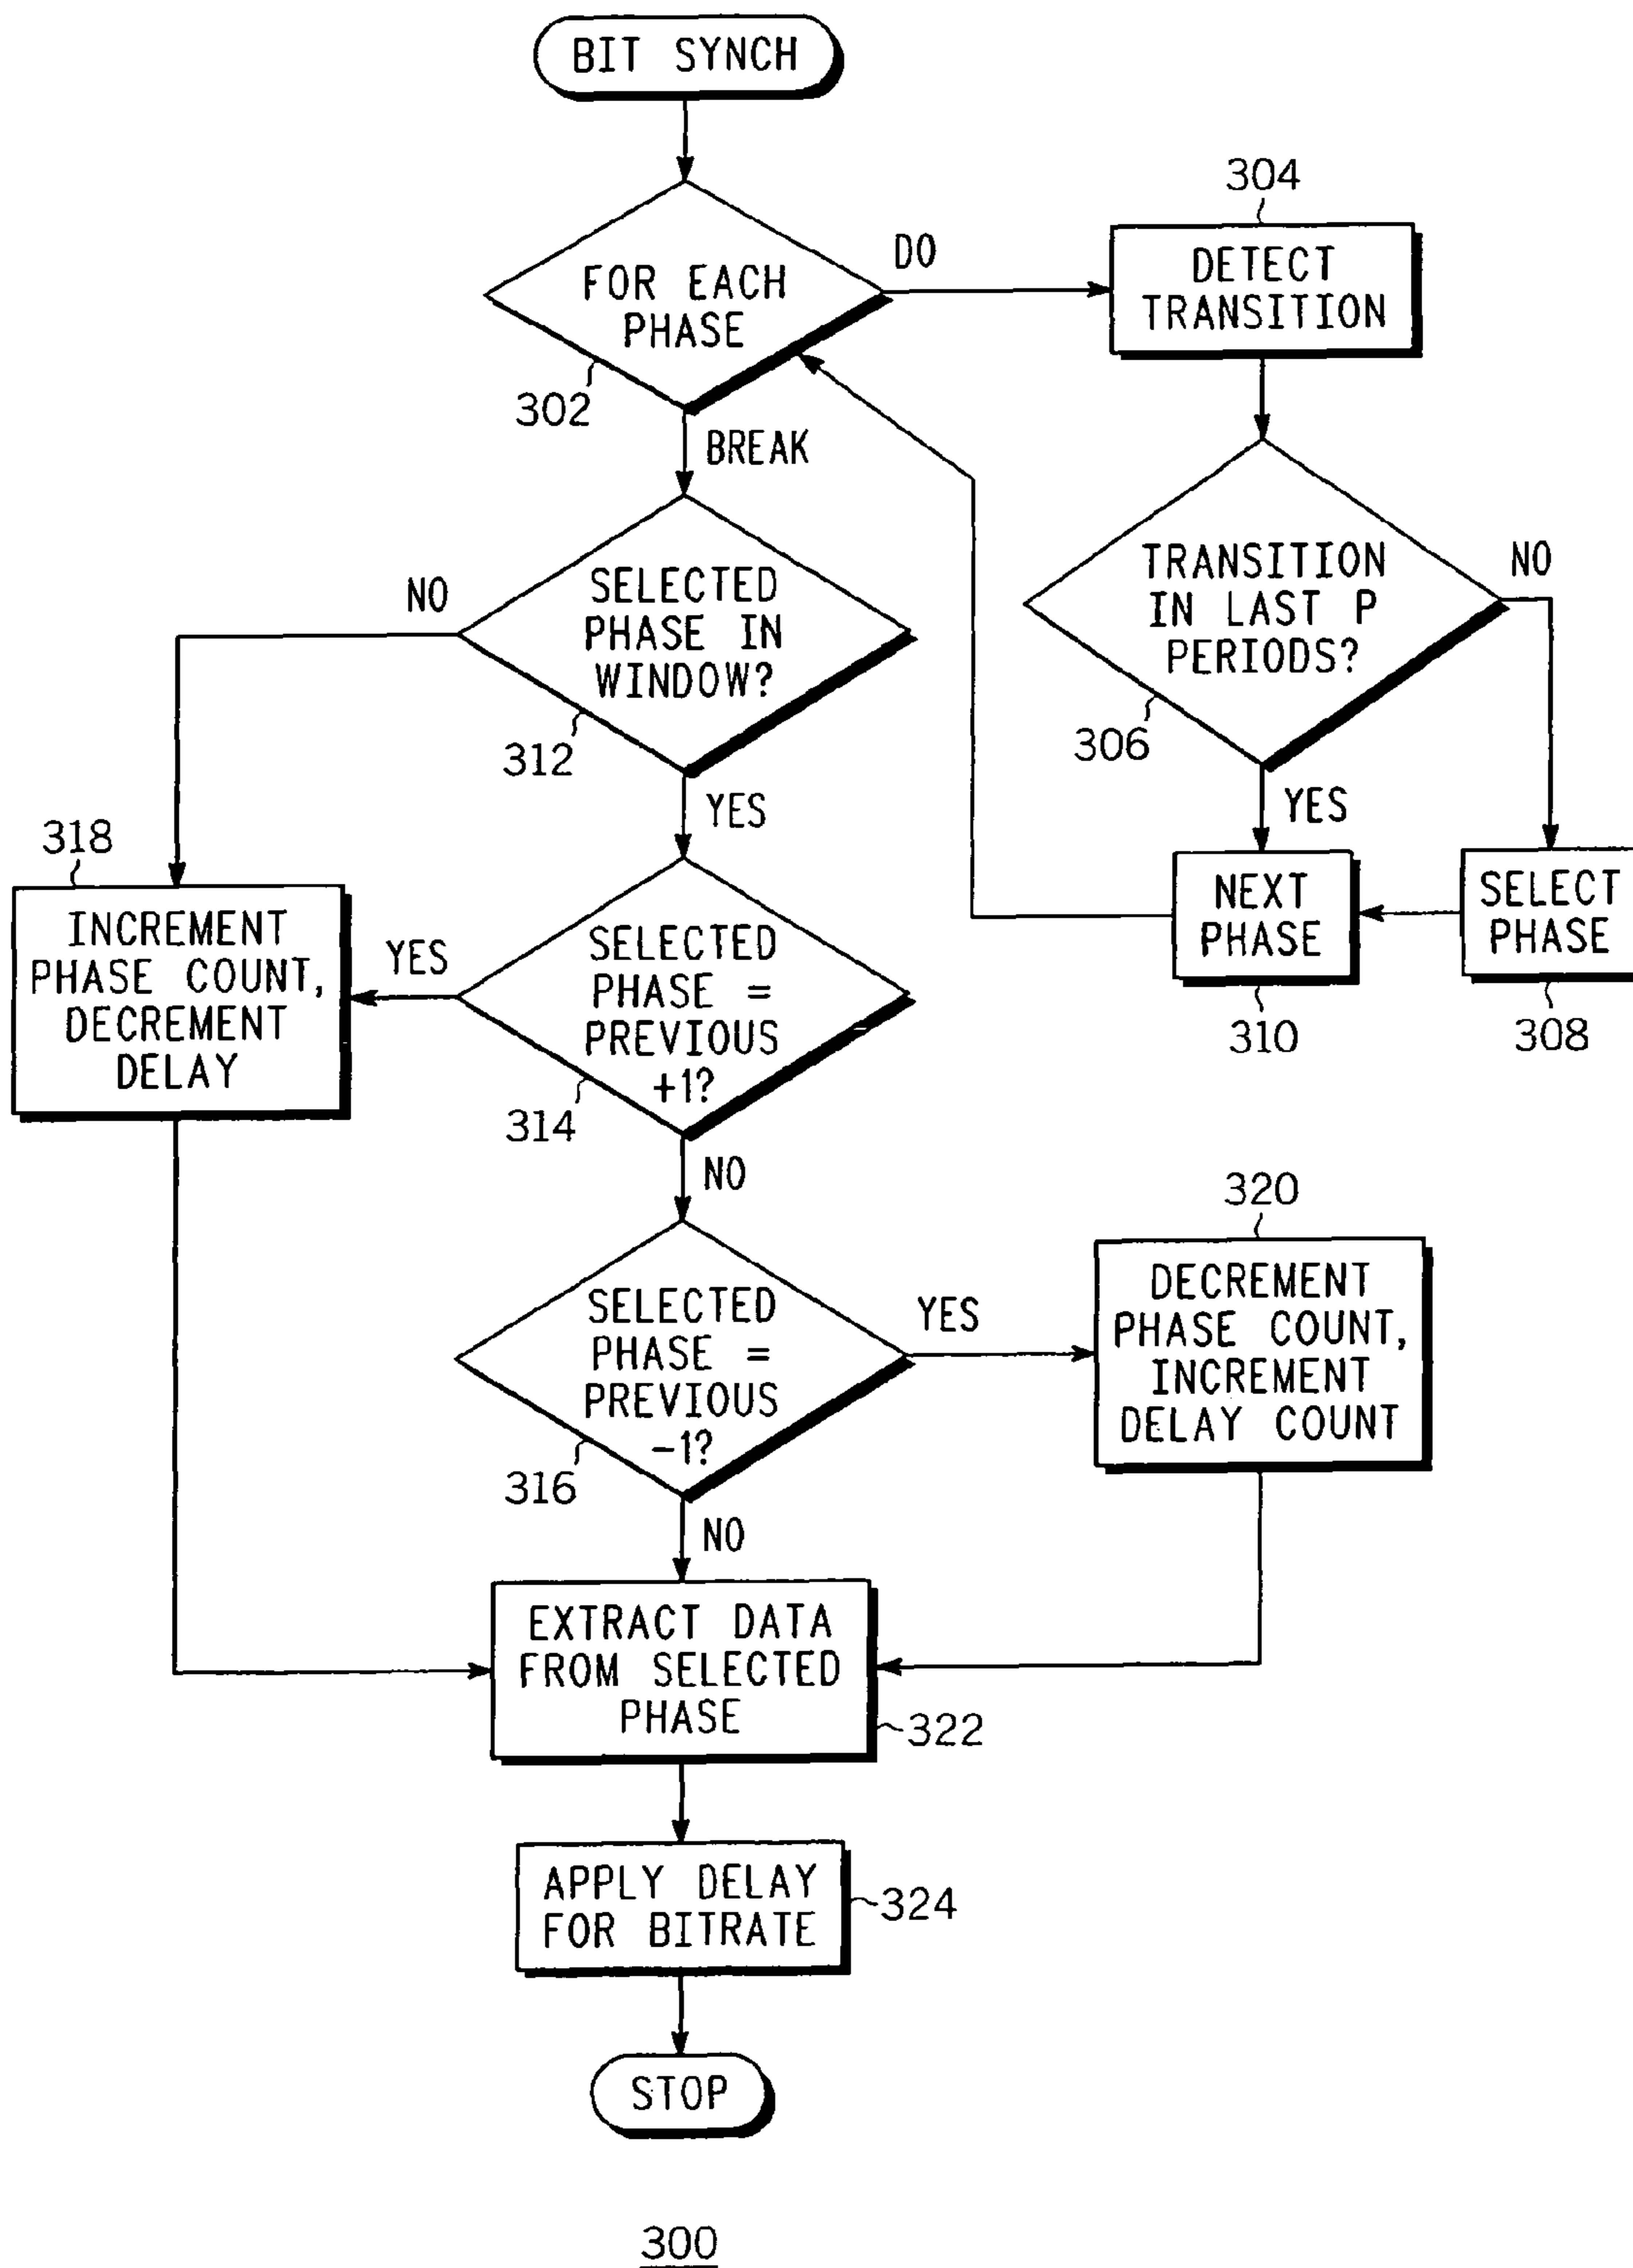 BIT SYNCH
304
DO
DETECT
TRANSITION
FOR EACH
PHASE
302
BREAK
TRANSITION
IN LAST P
PERIODS?
NO
306
YES
SELECTED
PHASE IN
WINDOW?
NO
312
YES
318
INCREMENT
PHASE COUNT,
DECREMENT
DELAY
NEXT
PHASE
310
SELECT
PHASE
308
YES
SELECTED
PHASE =
PREVIOUS
+1?
314
NO
320
SELECTED
PHASE =
PREVIOUS
-1?
YES
DECREMENT
PHASE COUNT,
INCREMENT
DELAY COUNT
316
NO
EXTRACT DATA
FROM SELECTED
PHASE
322
APPLY DELAY
FOR BITRATE
324
STOP
300